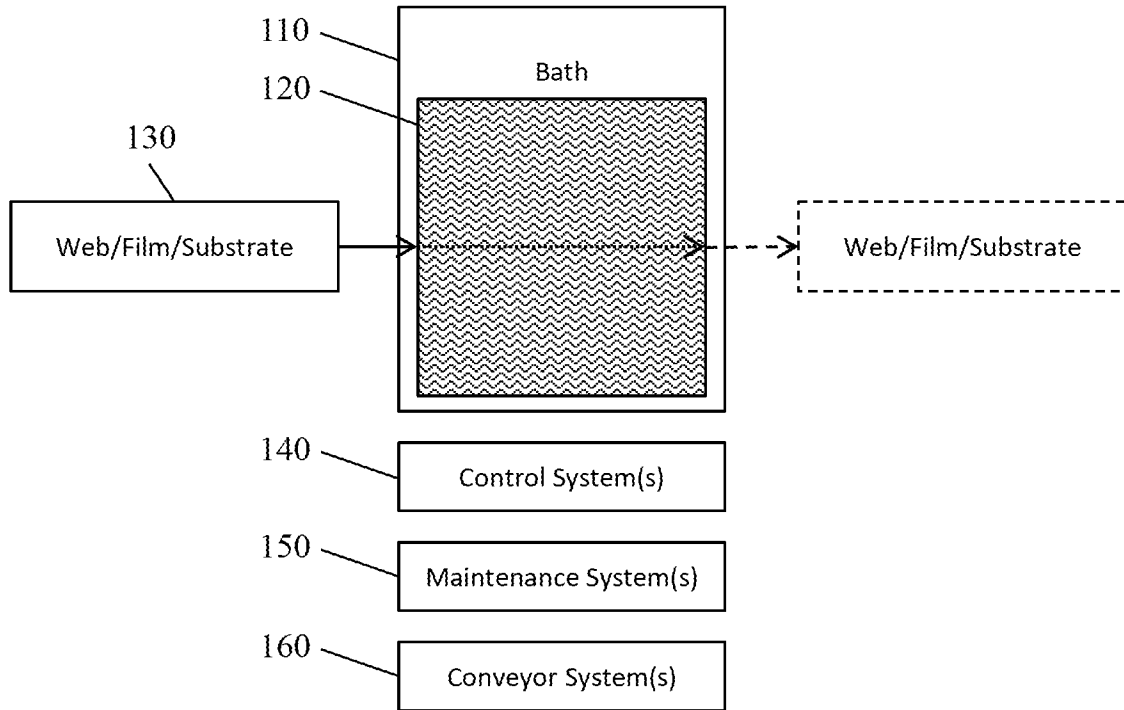 110
Bath
120
130
Web/Film/Substrate
Web/Film/Substrate
140
Control System(s)
150
Maintenance System(s)
160
Conveyor System(s)